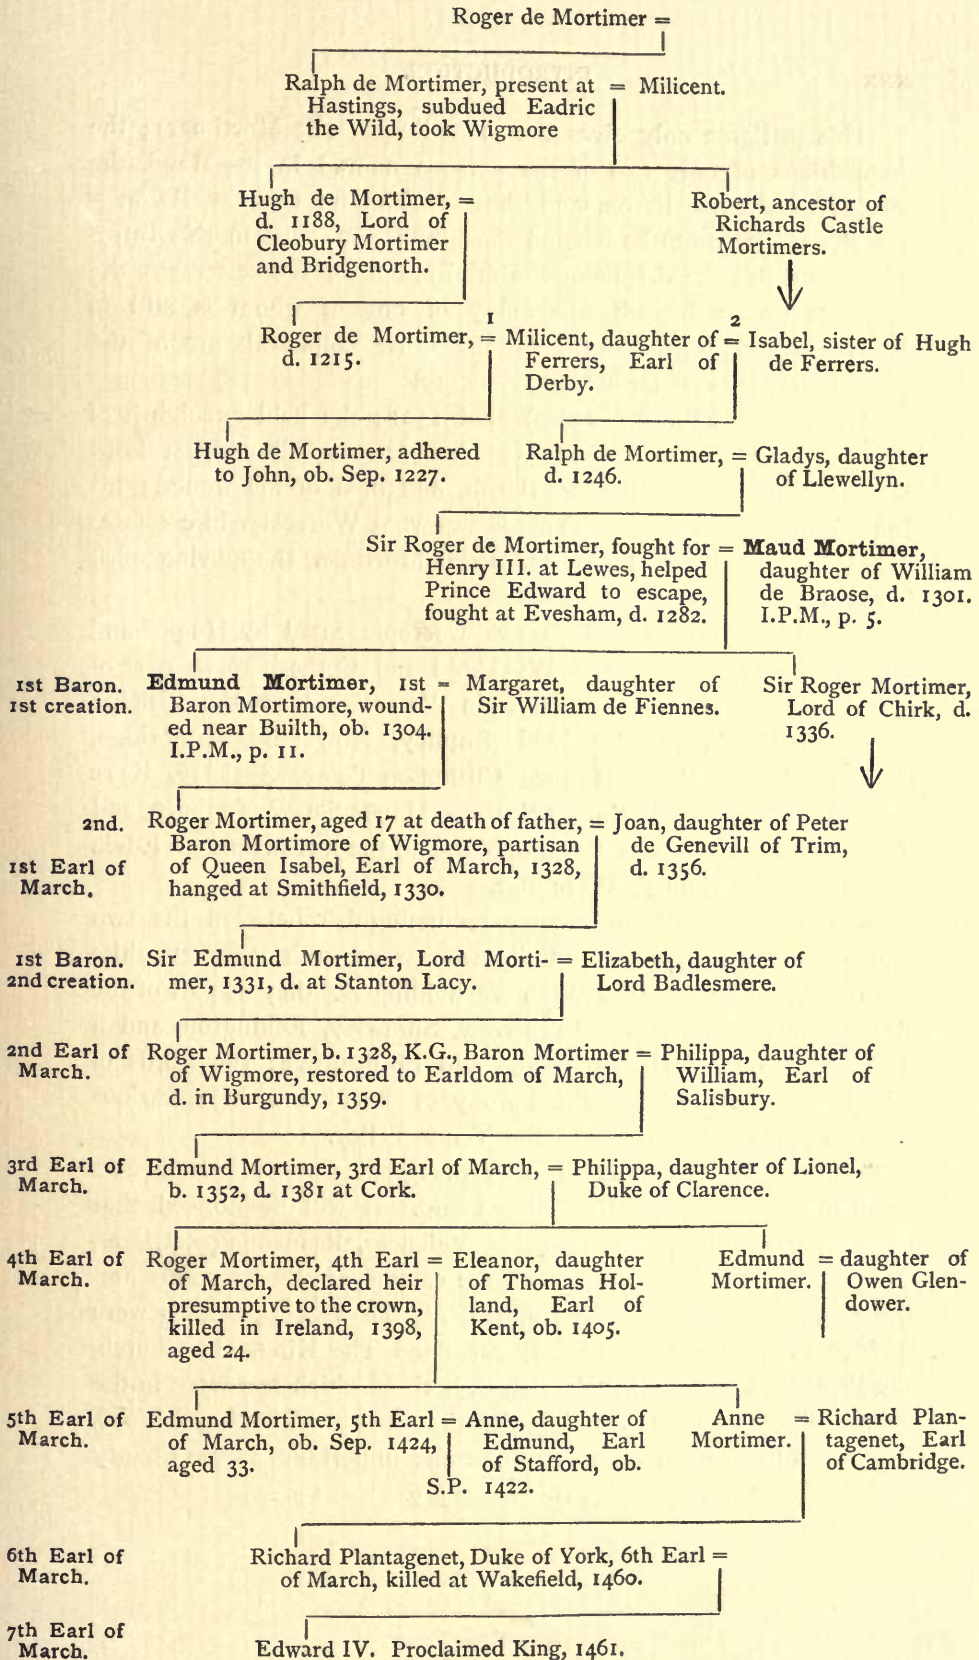 Roger de Mortimer =
Ralph de Mortimer, present at = Milicent.
Hastings, subdued Eadric
the Wild, took Wigmore
Hugh de Mortimer, =
d. 1188, Lord of
Cleobury Mortimer
and Bridgenorth.
Robert, ancestor of
Richards Castle
Mortimers.
Roger de Mortimer, = Milicent, daughter of = Isabel, sister of Hugh
1 2
d. 1215. Ferrers, Earl of de Ferrers.
Derby.
Hugh de Mortimer, adhered
to John, ob. Sep. 1227.
Ralph de Mortimer, = Gladys, daughter
d. 1246. of Llewellyn.
Sir Roger de Mortimer, fought for = Maud Mortimer,
Henry III. at Lewes, helped daughter of William
Prince Edward to escape, de Braose, d. 1301.
fought at Evesham, d. 1282. I.P.M., p. 5.
1st Baron.
1st creation.
Edmund Mortimer, 1st = Margaret, daughter of
Baron Mortimore, wound- Sir William de Fiennes.
ed near Builth, ob. 1304.
I.P.M., p. 11.
Sir Roger Mortimer,
Lord of Chirk, d.
1336.
2nd.
1st Earl of
March.
Roger Mortimer, aged 17 at death of father, = Joan, daughter of Peter
Baron Mortimore of Wigmore, partisan de Genevill of Trim,
of Queen Isabel, Earl of March, 1328, d. 1356.
hanged at Smithfield, 1330.
1st Baron.
2nd creation.
Sir Edmund Mortimer, Lord Morti- = Elizabeth, daughter of
mer, 1331, d. at Stanton Lacy. Lord Badlesmere.
2nd Earl of
March.
Roger Mortimer, b. 1328, K.G., Baron Mortimer = Philippa, daughter of
of Wigmore, restored to Earldom of March, William, Earl of
d. in Burgundy, 1359. Salisbury.
3rd Earl of
March.
Edmund Mortimer, 3rd Earl of March, = Philippa, daughter of Lionel,
b. 1352, d. 1381 at Cork. Duke of Clarence.
4th Earl of
March.
Roger Mortimer, 4th Earl = Eleanor, daughter
of March, declared heir of Thomas Hol-
presumptive to the crown, land, Earl of
killed in Ireland, 1398, Kent, ob. 1405.
aged 24.
Edmund = daughter of
Mortimer. Owen Glen-
dower.
5th Earl of
March.
Edmund Mortimer, 5th Earl = Anne, daughter of
of March, ob. Sep. 1424, Edmund, Earl
aged 33. of Stafford, ob.
S.P. 1422.
Anne = Richard Plan-
Mortimer. tagenet, Earl
of Cambridge.
6th Earl of
March.
Richard Plantagenet, Duke of York, 6th Earl =
of March, killed at Wakefield, 1460.
7th Earl of
March.
Edward IV. Proclaimed King, 1461.